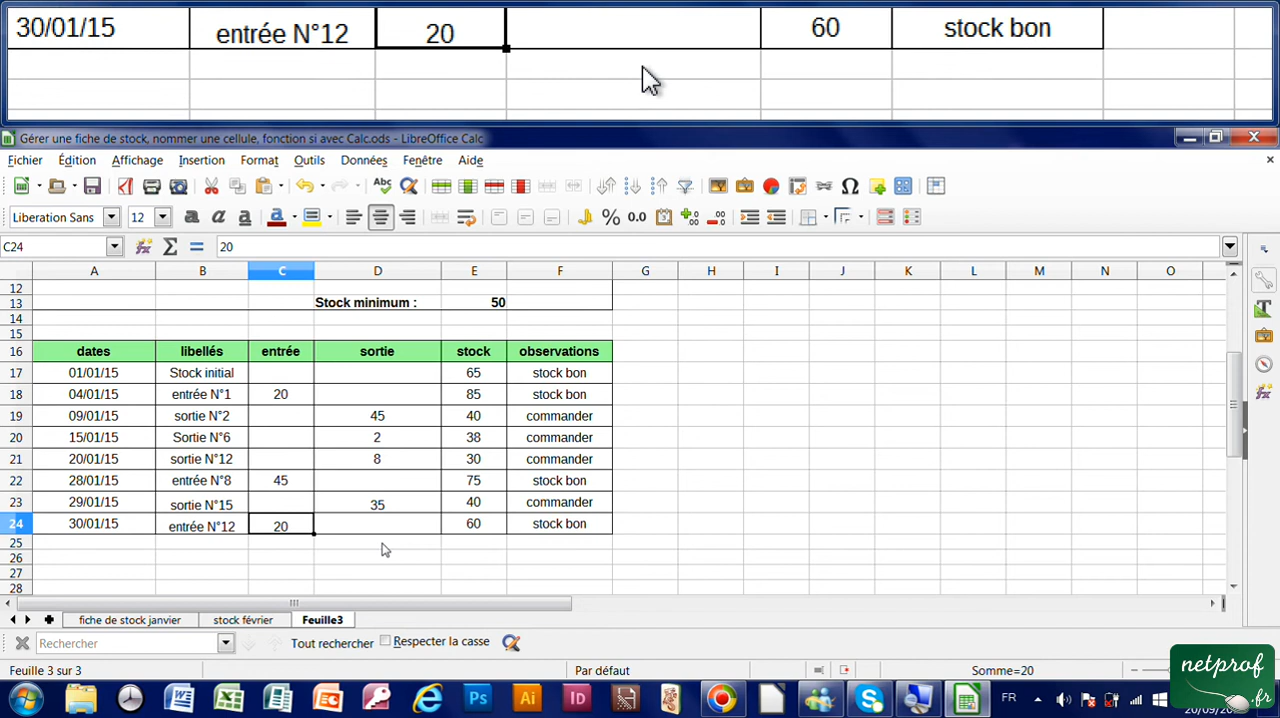 30/01/15 entrée N°12 20 60 stock bon
Gérer une fiche de stock, nommer une cellule, fonction si avec Calc.ods - LibreOffice Calc
Fichier Édition Affichage Insertion Format Outils Données Fenêtre Aide
Liberation Sans 12
C24 20
A B C D E F G H I J K L M N O
12
13 Stock minimum : 50
14
15
16 dates libellés entrée sortie stock observations
17 01/01/15 Stock initial 65 stock bon
18 04/01/15 entrée N°1 20 85 stock bon
19 09/01/15 sortie N°2 45 40 commander
20 15/01/15 Sortie N°6 2 38 commander
21 20/01/15 sortie N°12 8 30 commander
22 28/01/15 entrée N°8 45 75 stock bon
23 29/01/15 sortie N°15 35 40 commander
24 30/01/15 entrée N°12 20 60 stock bon
25
26
27
28
fiche de stock janvier stock février Feuille3
Rechercher Tout rechercher Respecter la casse
Feuille 3 sur 3 Par défaut Somme=20
FR
netprof
.fr